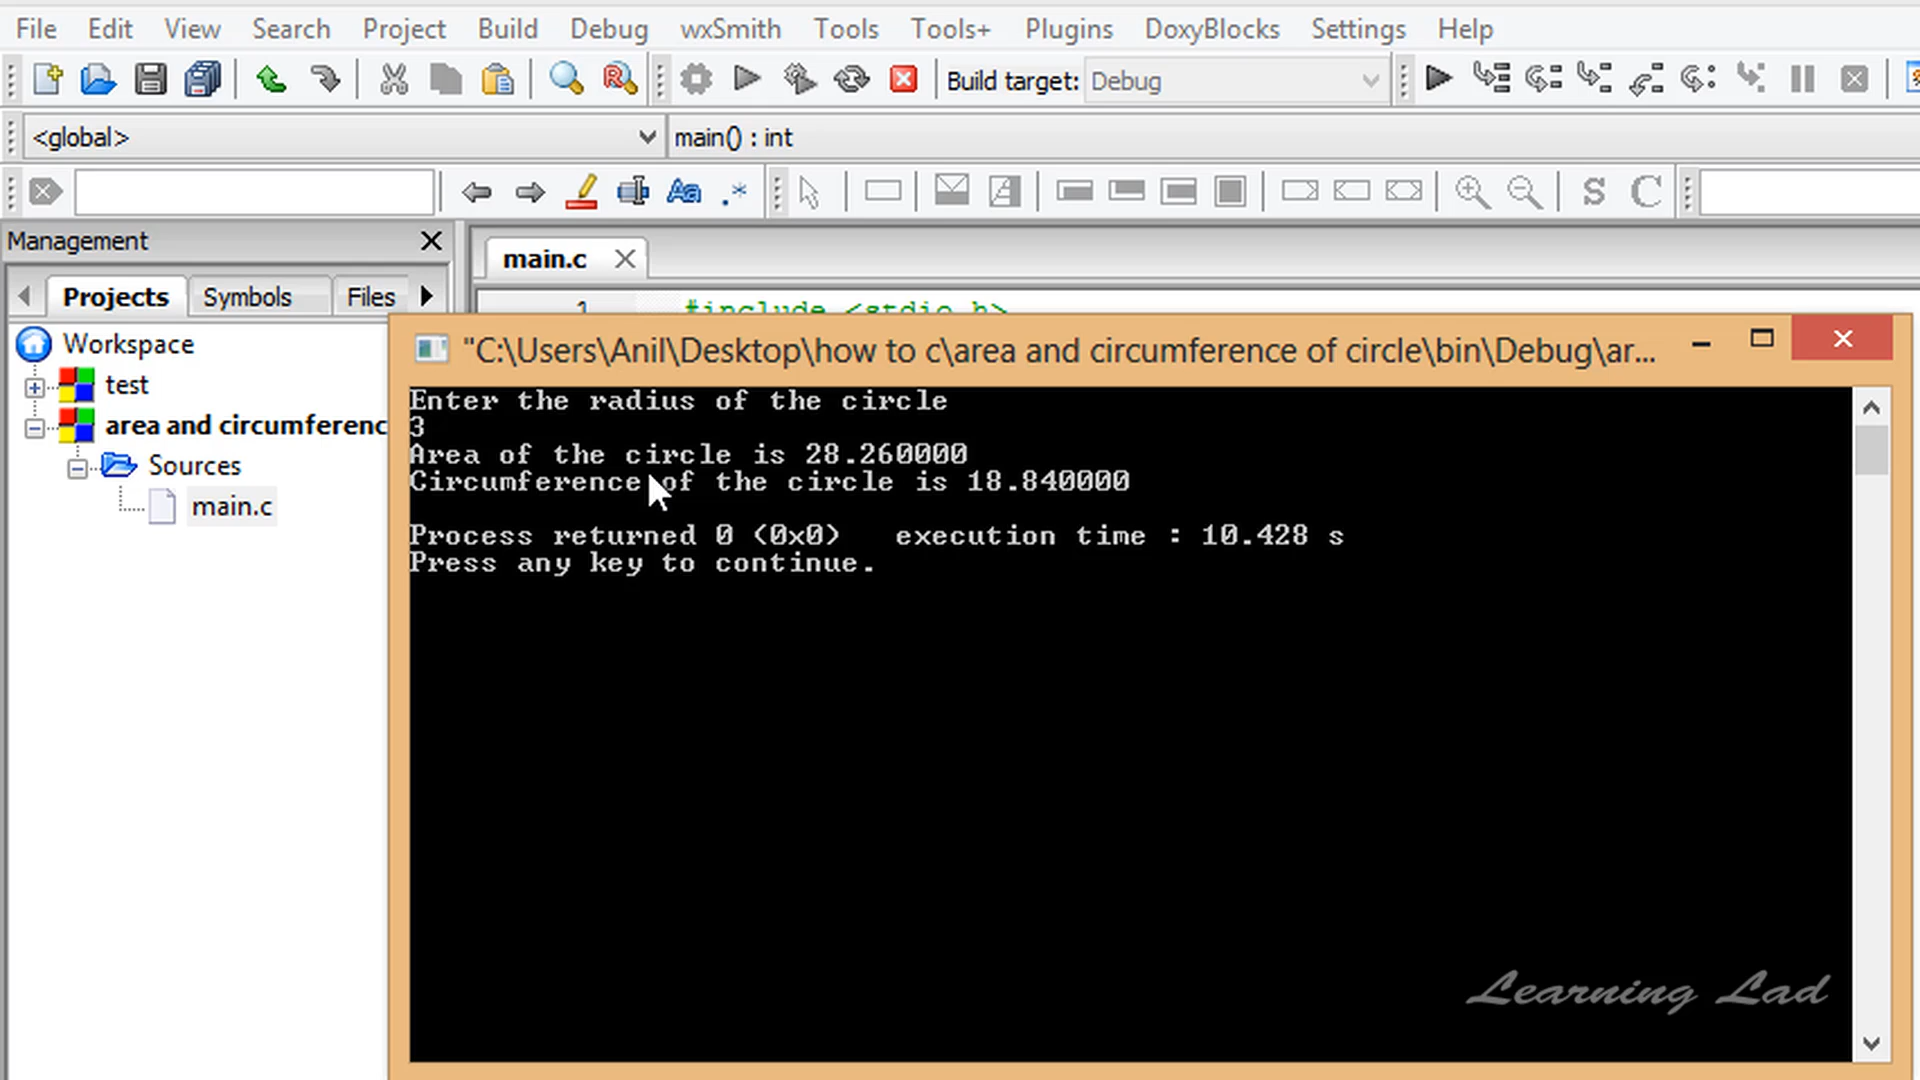 File Edit View Search Project Build Debug wxSmith Tools Tools+ Plugins DoxyBlocks Settings Help
Build target: Debug
<global> main() : int
Aa .* S C
Management
main.c
Projects Symbols Files
1 #include <stdio.h>
Workspace
test
area and circumferenc
Sources
main.c
"C:\Users\Anil\Desktop\how to c\area and circumference of circle\bin\Debug\ar...
Enter the radius of the circle
3
Area of the circle is 28.260000
Circumference of the circle is 18.840000
Process returned 0 (0x0)   execution time : 10.428 s
Press any key to continue.
Learning Lad